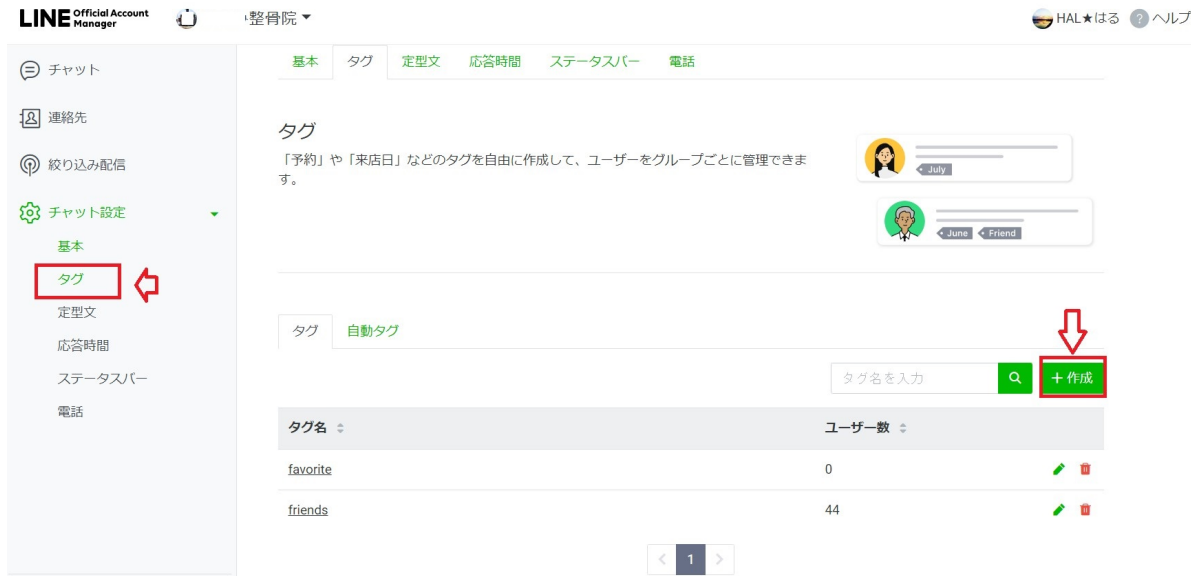 LINE Official Account Manager
整骨院
HAL★はる ? ヘルプ
チャット
連絡先
絞り込み配信
チャット設定
基本
タグ
定型文
応答時間
ステータスバー
電話
基本 タグ 定型文 応答時間 ステータスバー 電話
タグ
「予約」や「来店日」などのタグを自由に作成して、ユーザーをグループごとに管理できま
す。
July
June Friend
タグ 自動タグ
タグ名を入力
+作成
タグ名 ユーザー数
favorite 0
friends 44
< 1 >